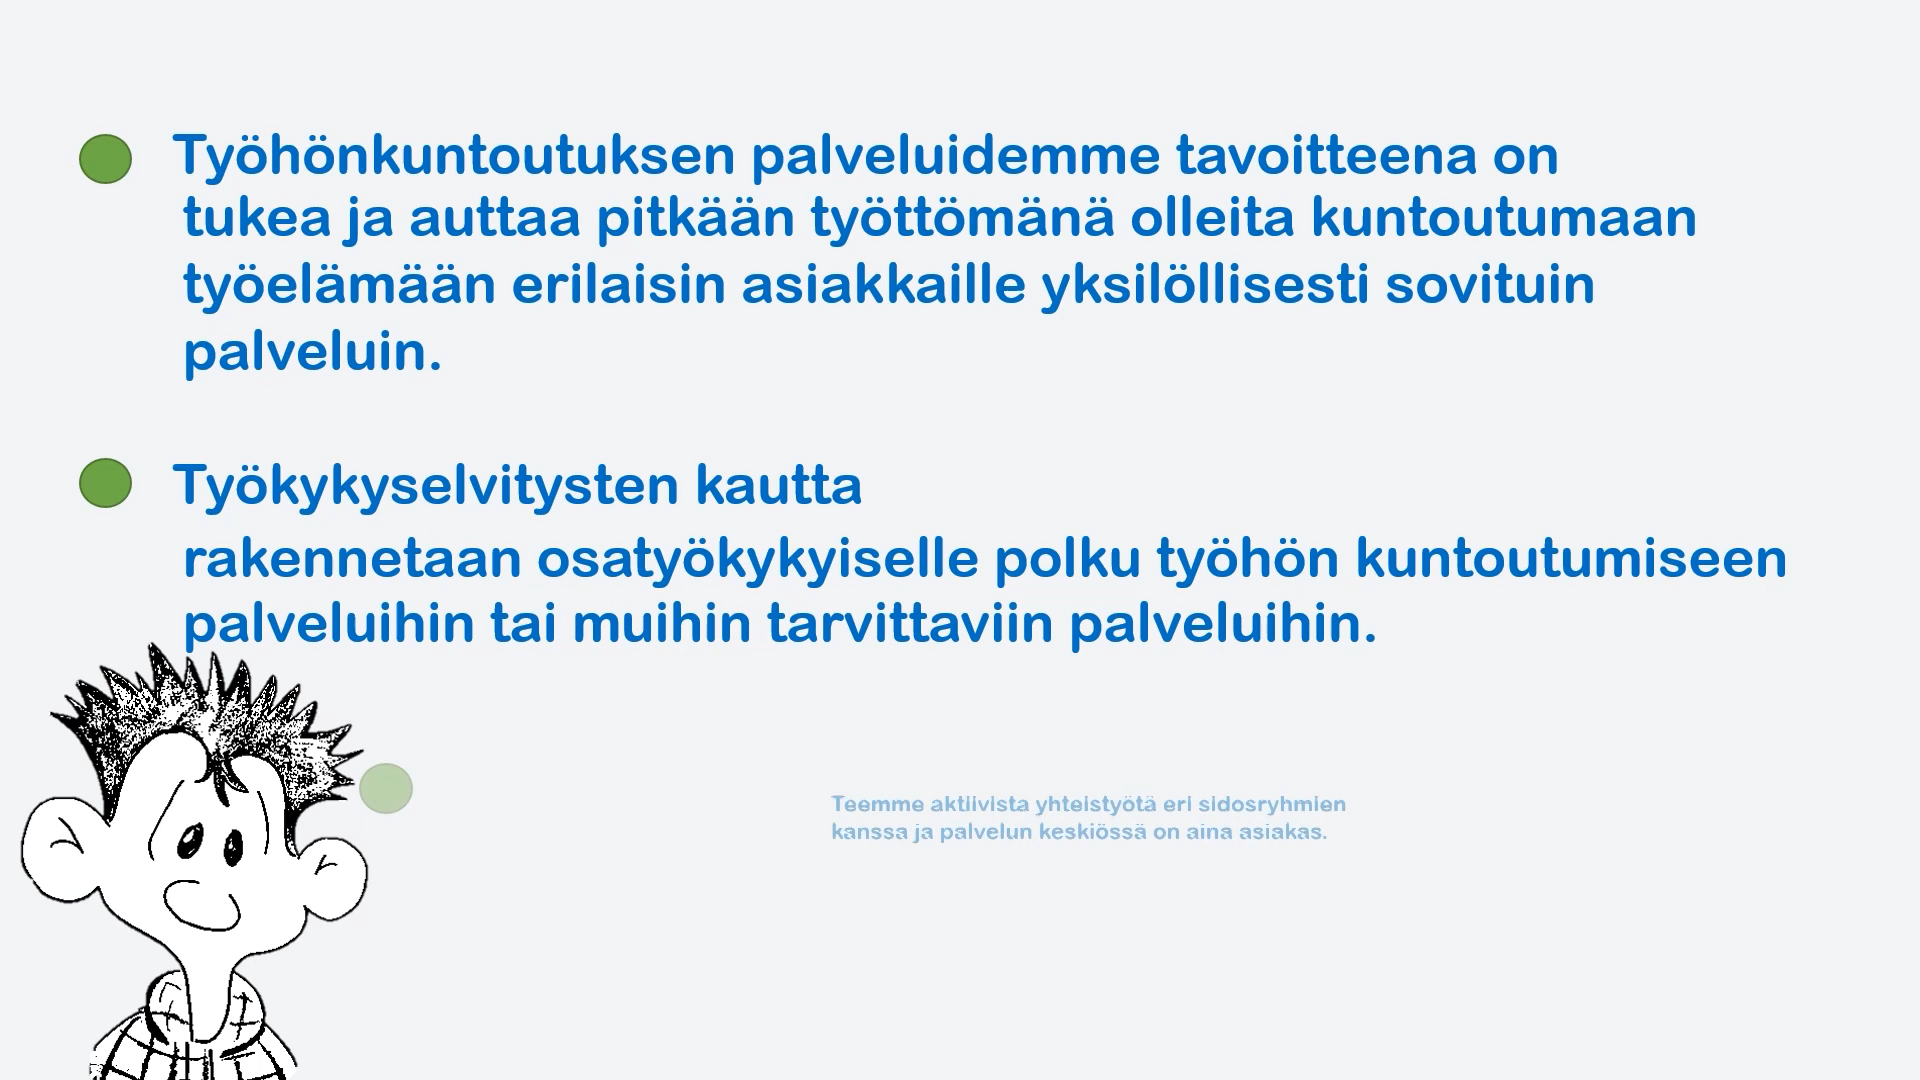 Työhönkuntoutuksen palveluidemme tavoitteena on
tukea ja auttaa pitkään työttömänä olleita kuntoutumaan
työelämään erilaisin asiakkaille yksilöllisesti sovituin
palveluin.
Työkykyselvitysten kautta
rakennetaan osatyökykyiselle polku työhön kuntoutumiseen
palveluihin tai muihin tarvittaviin palveluihin.
Teemme aktiivista yhteistyötä eri sidosryhmien
kanssa ja palvelun keskiössä on aina asiakas.